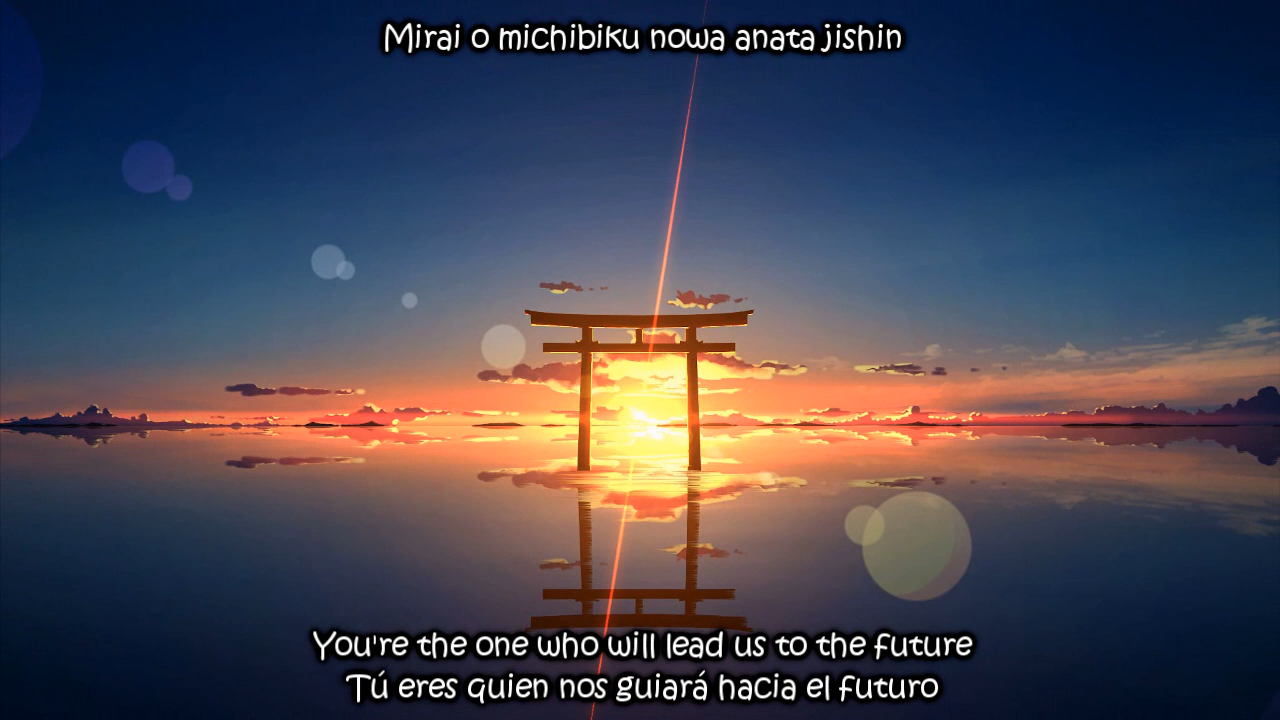 Mirai o michibiku nowa anata jishin
You're the one who will lead us to the future
Tú eres quien nos guiará hacia el futuro